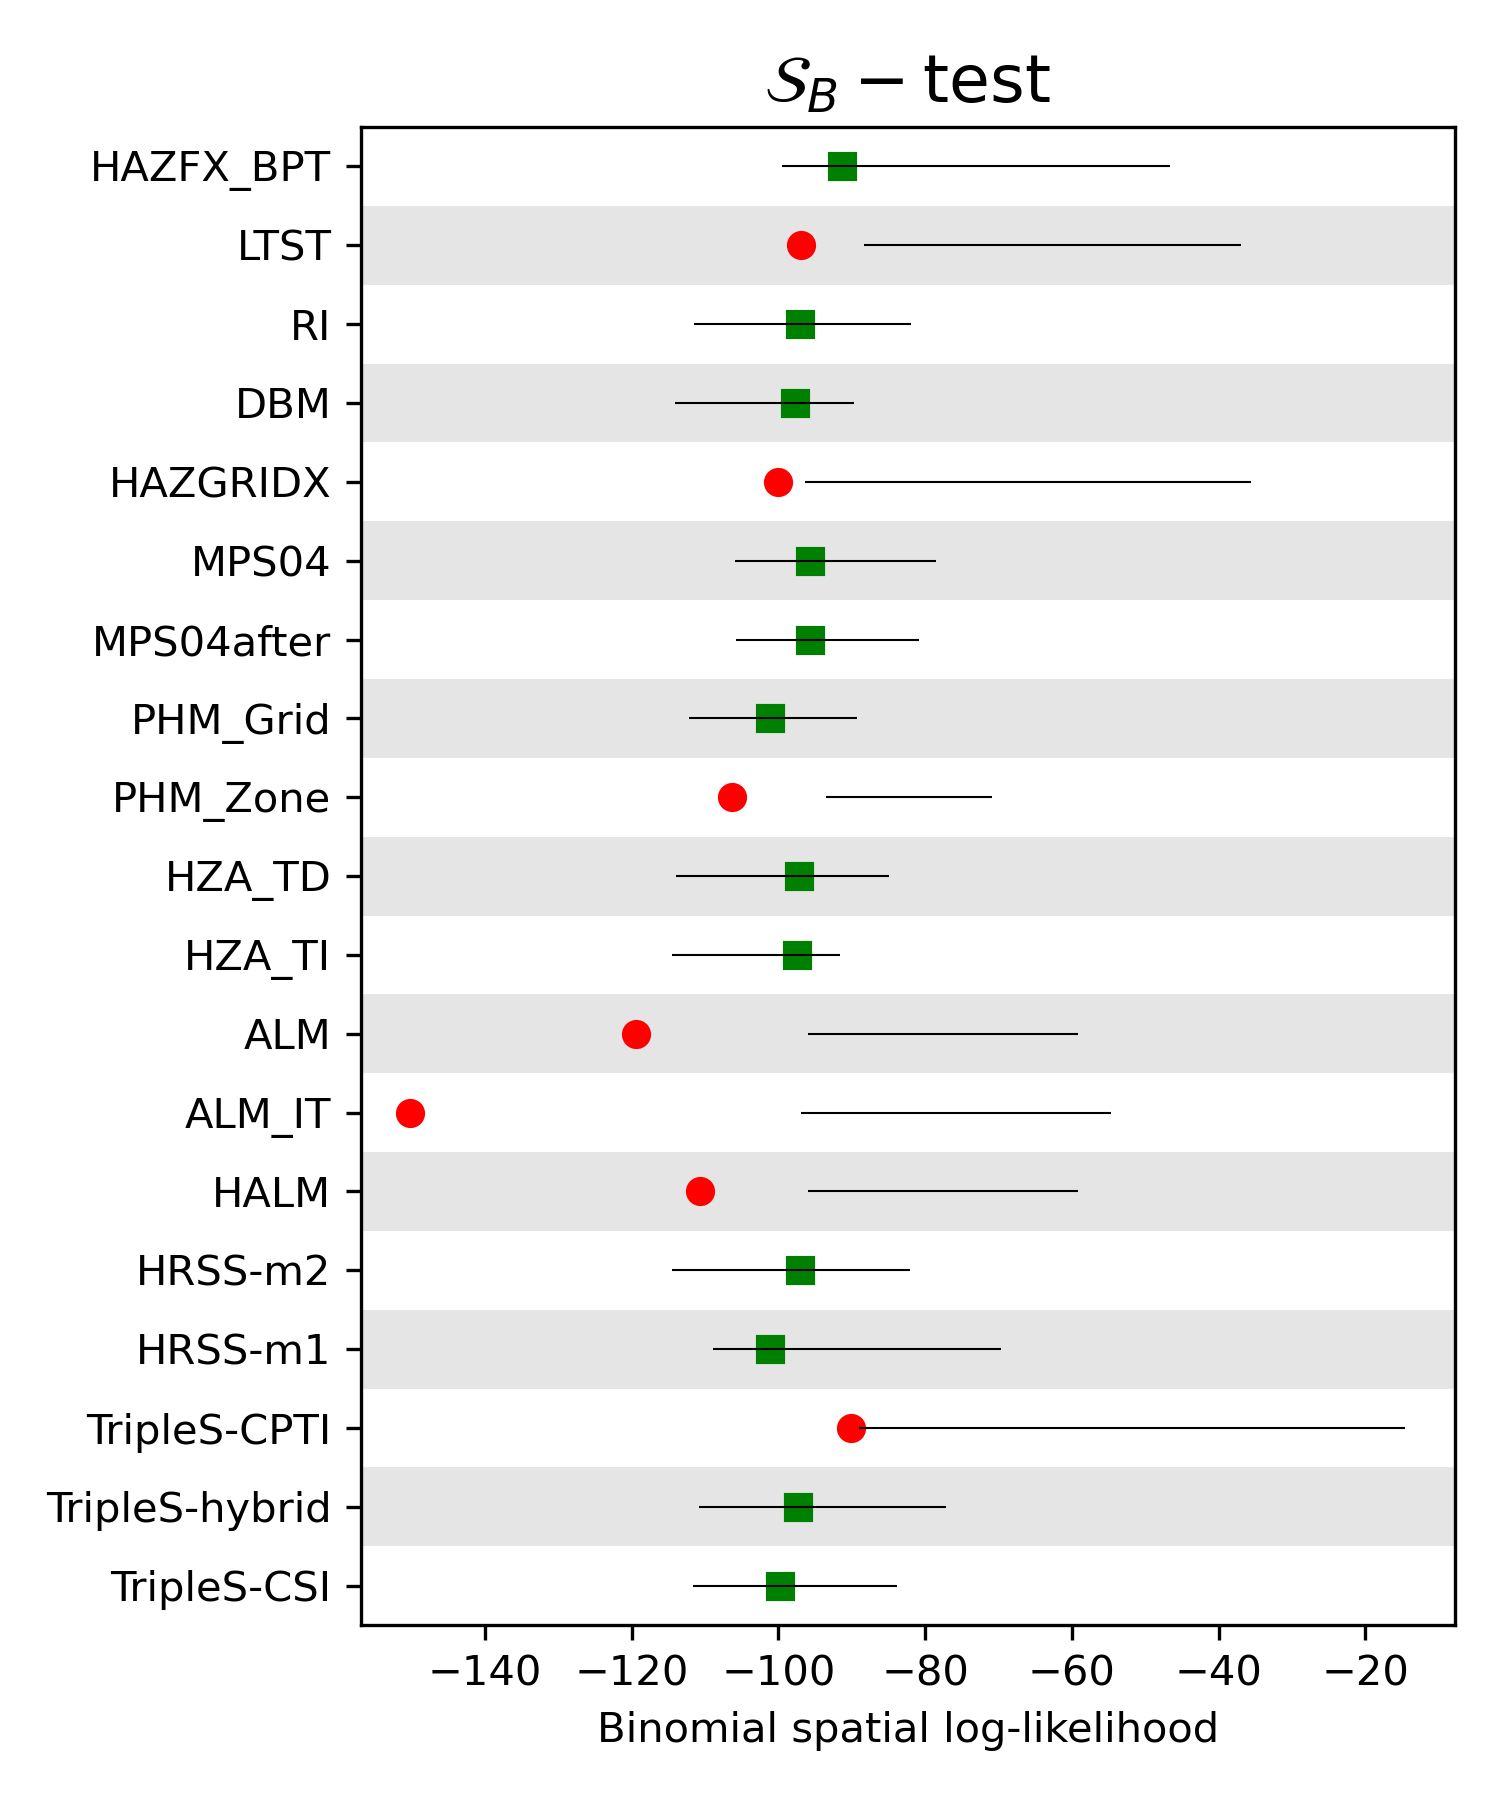 𝒮_B − test
HAZFX_BPT
LTST
RI
DBM
HAZGRIDX
MPS04
MPS04after
PHM_Grid
PHM_Zone
HZA_TD
HZA_TI
ALM
ALM_IT
HALM
HRSS-m2
HRSS-m1
TripleS-CPTI
TripleS-hybrid
TripleS-CSI
−140 −120 −100 −80 −60 −40 −20
Binomial spatial log-likelihood